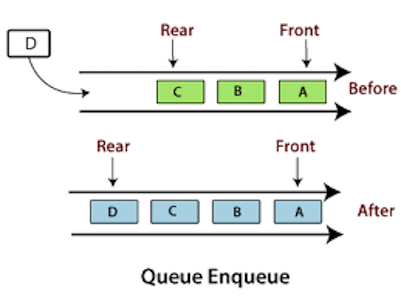 D
Rear Front
C B A
Before
Rear Front
D C B A
After
Queue Enqueue